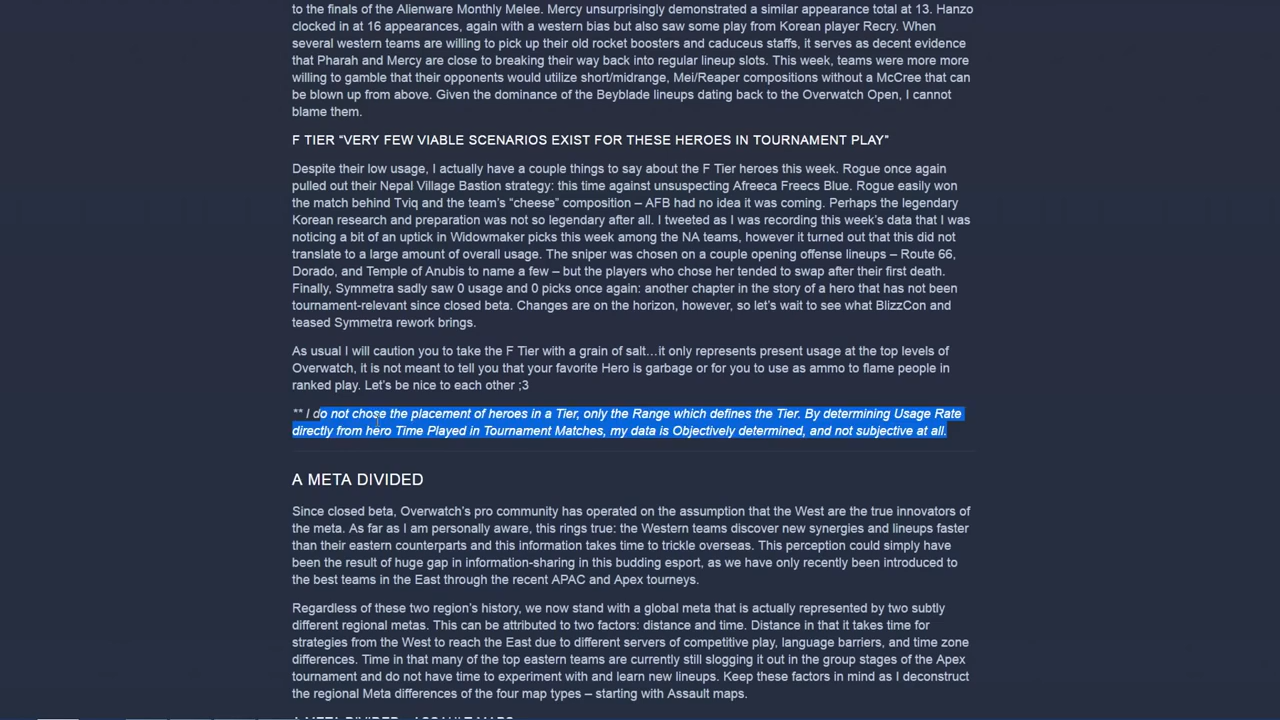 to the finals of the Alienware Monthly Melee. Mercy unsurprisingly demonstrated a similar appearance total at 13. Hanzo
clocked in at 16 appearances, again with a western bias but also saw some play from Korean player Recry. When
several western teams are willing to pick up their old rocket boosters and caduceus staffs, it serves as decent evidence
that Pharah and Mercy are close to breaking their way back into regular lineup slots. This week, teams were more more
willing to gamble that their opponents would utilize short/midrange, Mei/Reaper compositions without a McCree that can
be blown up from above. Given the dominance of the Beyblade lineups dating back to the Overwatch Open, I cannot
blame them.
F TIER “VERY FEW VIABLE SCENARIOS EXIST FOR THESE HEROES IN TOURNAMENT PLAY”
Despite their low usage, I actually have a couple things to say about the F Tier heroes this week. Rogue once again
pulled out their Nepal Village Bastion strategy: this time against unsuspecting Afreeca Freecs Blue. Rogue easily won
the match behind Tviq and the team’s “cheese” composition – AFB had no idea it was coming. Perhaps the legendary
Korean research and preparation was not so legendary after all. I tweeted as I was recording this week’s data that I was
noticing a bit of an uptick in Widowmaker picks this week among the NA teams, however it turned out that this did not
translate to a large amount of overall usage. The sniper was chosen on a couple opening offense lineups – Route 66,
Dorado, and Temple of Anubis to name a few – but the players who chose her tended to swap after their first death.
Finally, Symmetra sadly saw 0 usage and 0 picks once again: another chapter in the story of a hero that has not been
tournament-relevant since closed beta. Changes are on the horizon, however, so let’s wait to see what BlizzCon and
teased Symmetra rework brings.
As usual I will caution you to take the F Tier with a grain of salt…it only represents present usage at the top levels of
Overwatch, it is not meant to tell you that your favorite Hero is garbage or for you to use as ammo to flame people in
ranked play. Let’s be nice to each other ;3
** I do not chose the placement of heroes in a Tier, only the Range which defines the Tier. By determining Usage Rate
directly from hero Time Played in Tournament Matches, my data is Objectively determined, and not subjective at all.
A META DIVIDED
Since closed beta, Overwatch’s pro community has operated on the assumption that the West are the true innovators of
the meta. As far as I am personally aware, this rings true: the Western teams discover new synergies and lineups faster
than their eastern counterparts and this information takes time to trickle overseas. This perception could simply have
been the result of huge gap in information-sharing in this budding esport, as we have only recently been introduced to
the best teams in the East through the recent APAC and Apex tourneys.
Regardless of these two region’s history, we now stand with a global meta that is actually represented by two subtly
different regional metas. This can be attributed to two factors: distance and time. Distance in that it takes time for
strategies from the West to reach the East due to different servers of competitive play, language barriers, and time zone
differences. Time in that many of the top eastern teams are currently still slogging it out in the group stages of the Apex
tournament and do not have time to experiment with and learn new lineups. Keep these factors in mind as I deconstruct
the regional Meta differences of the four map types – starting with Assault maps.